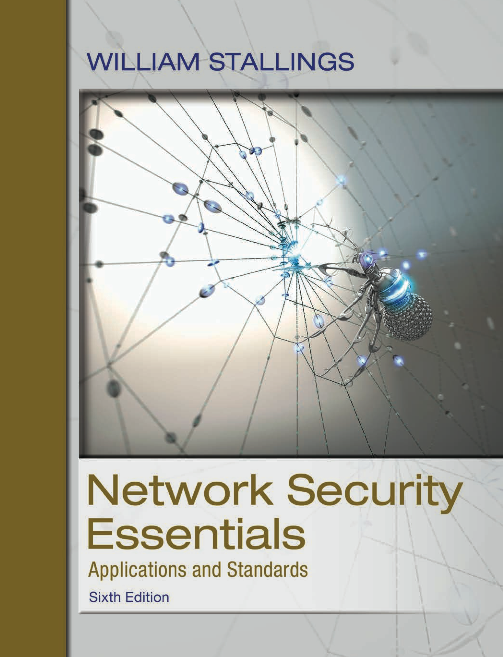 WILLIAM STALLINGS
Network Security
Essentials
Applications and Standards
Sixth Edition